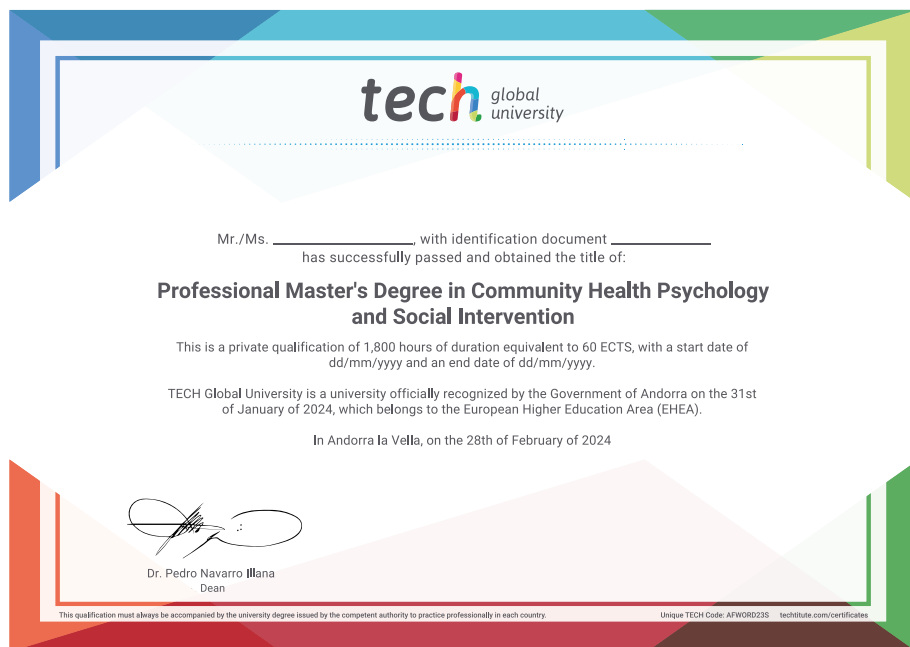 tech global
university
Mr./Ms. ____________, with identification document ____________
has successfully passed and obtained the title of:
Professional Master's Degree in Community Health Psychology
and Social Intervention
This is a private qualification of 1,800 hours of duration equivalent to 60 ECTS, with a start date of
dd/mm/yyyy and an end date of dd/mm/yyyy.
TECH Global University is a university officially recognized by the Government of Andorra on the 31st
of January of 2024, which belongs to the European Higher Education Area (EHEA).
In Andorra la Vella, on the 28th of February of 2024
Dr. Pedro Navarro Illana
Dean
This qualification must always be accompanied by the university degree issued by the competent authority to practice professionally in each country.
Unique TECH Code: AFWORD23S techtitute.com/certificates